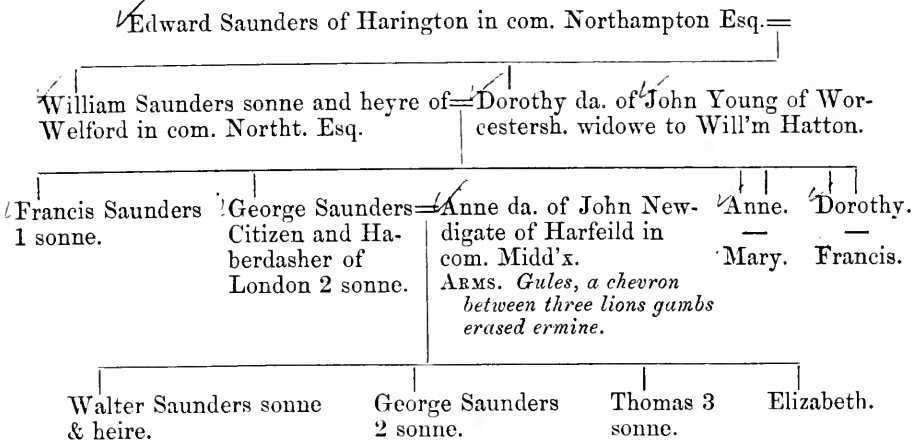 Edward Saunders of Harington in com. Northampton Esq.=
William Saunders sonne and heyre of=Dorothy da. of John Young of Wor-
Welford in com. Northt. Esq.
cestersh. widowe to Will'm Hatton.
Francis Saunders
1 sonne.
George Saunders=
Citizen and Ha-
berdasher of
London 2 sonne.
Anne da. of John New-
digate of Harfeild in
com. Midd'x.
ARMS. Gules, a chevron
between three lions gambs
erased ermine.
Anne.
—
Mary.
Dorothy.
—
Francis.
Walter Saunders sonne
& heire.
George Saunders
2 sonne.
Thomas 3
sonne.
Elizabeth.